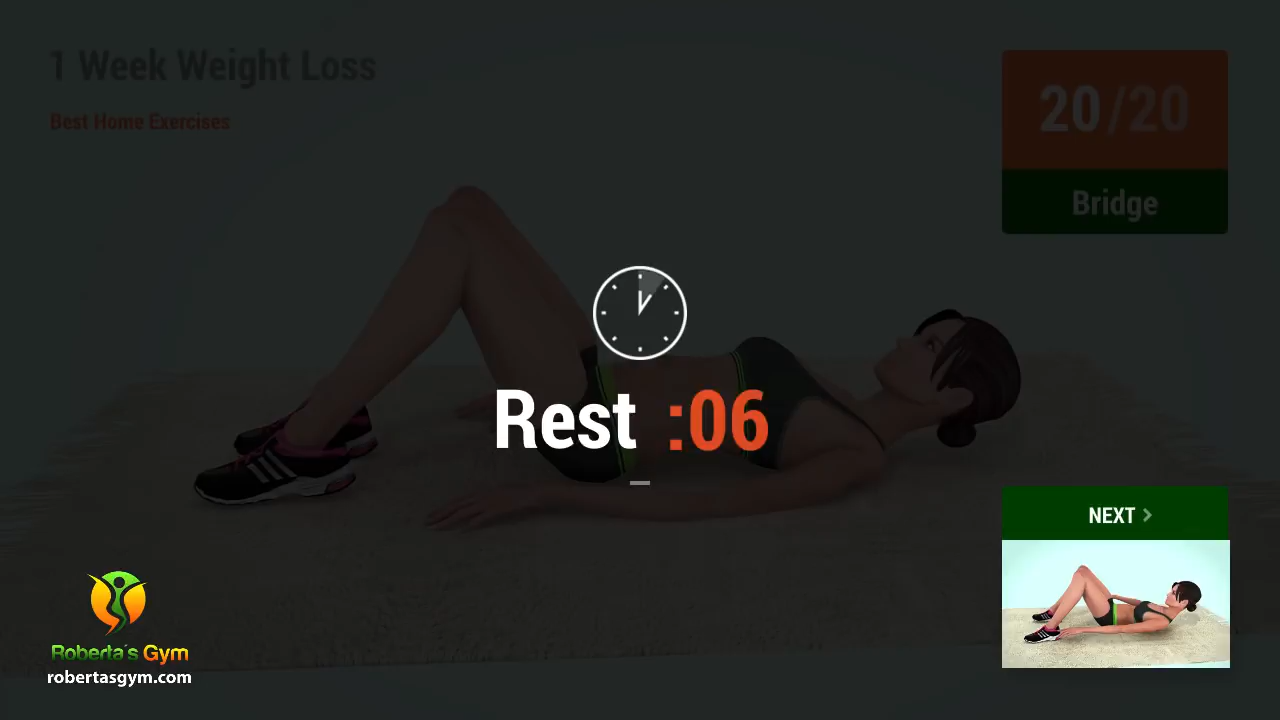 1 Week Weight Loss
Best Home Exercises
20/20
Bridge
Rest :06
NEXT >
Roberta's Gym
robertasgym.com